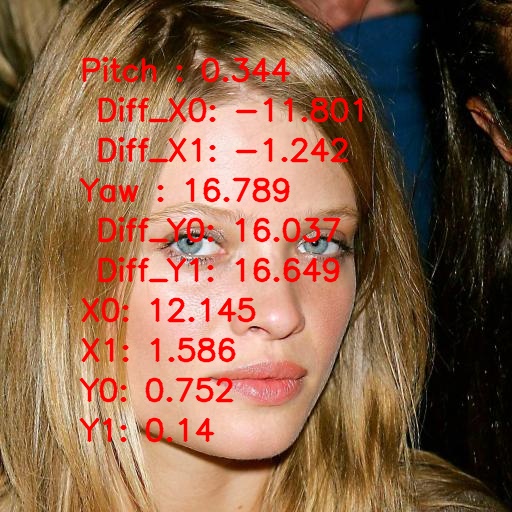 Pitch : 0.344
Diff_X0: -11.801
Diff_X1: -1.242
Yaw : 16.789
Diff_Y0: 16.037
Diff_Y1: 16.649
X0: 12.145
X1: 1.586
Y0: 0.752
Y1: 0.14